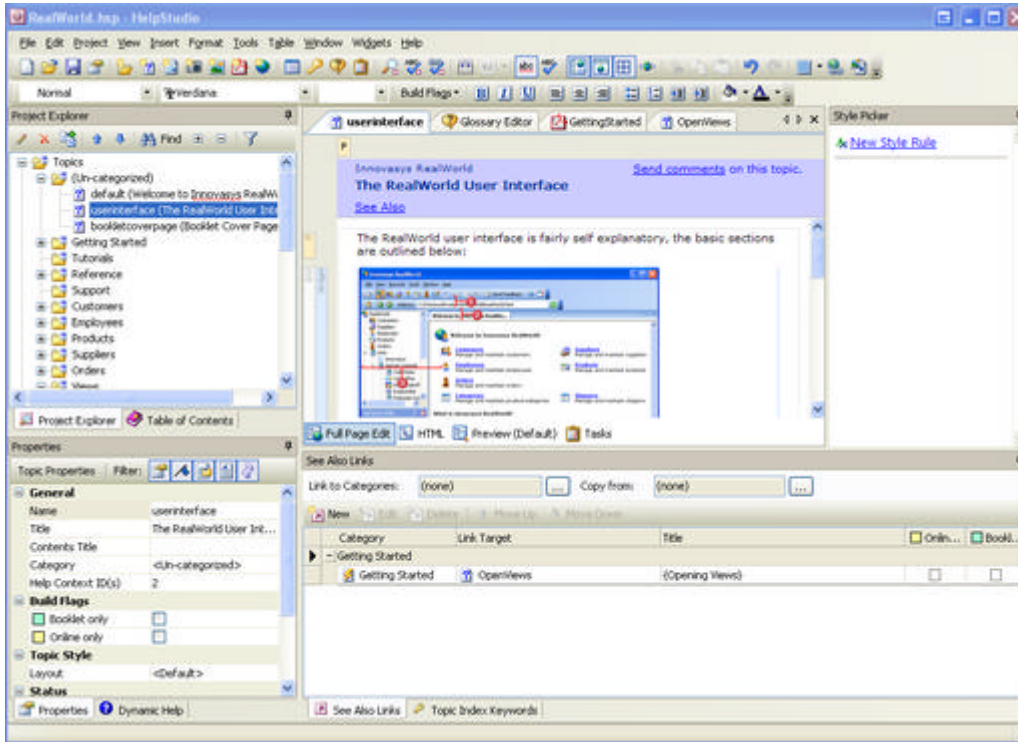 RealWorld.hsp - HelpStudio
File Edit Project View Insert Format Tools Table Window Widgets Help
Normal Verdana Build Flags B I U
Project Explorer
Find
Topics
(Un-categorized)
default (Welcome to Innovasys RealW
userinterface (The RealWorld User Inte
bookletcoverpage (Booklet Cover Page
Getting Started
Tutorials
Reference
Support
Customers
Employees
Products
Suppliers
Orders
Views
Project Explorer Table of Contents
Properties
Topic Properties Filter:
General
Name userinterface
Title The RealWorld User Int...
Contents Title
Category <Un-categorized>
Help Context ID(s) 2
Build Flags
Booklet only
Online only
Topic Style
Layout <Default>
Status
Properties Dynamic Help
userinterface Glossary Editor GettingStarted OpenViews
P
Innovasys RealWorld Send comments on this topic.
The RealWorld User Interface
See Also
The RealWorld user interface is fairly self explanatory, the basic sections
are outlined below:
Full Page Edit HTML Preview (Default) Tasks
Style Picker
New Style Rule
See Also Links
Link to Categories: (none) ... Copy from: (none) ...
New Edit Delete Move Up Move Down
Category Link Target Title Onlin... Bookl...
Getting Started
Getting Started OpenViews {Opening Views}
See Also Links Topic Index Keywords